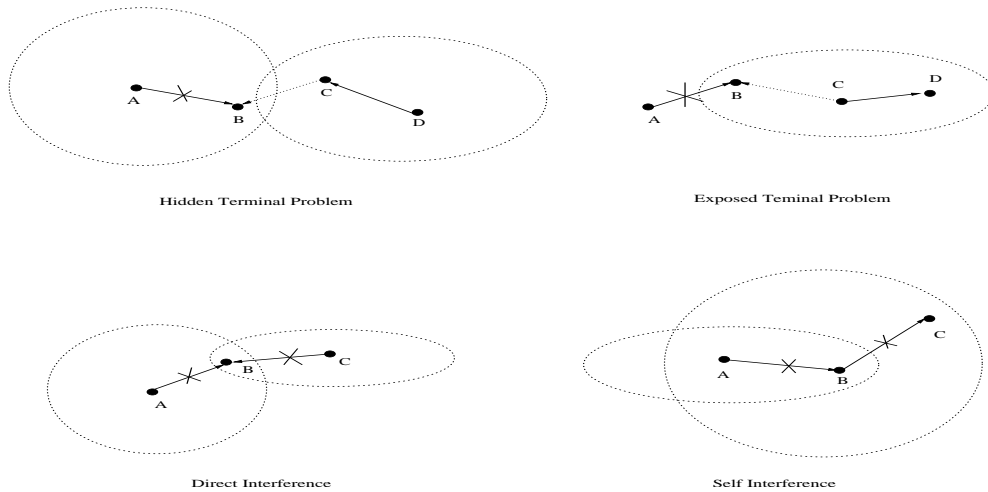 A
B
C
D
Hidden Terminal Problem
A
B
C
D
Exposed Teminal Problem
A
B
C
Direct Interference
A
B
C
Self Interference